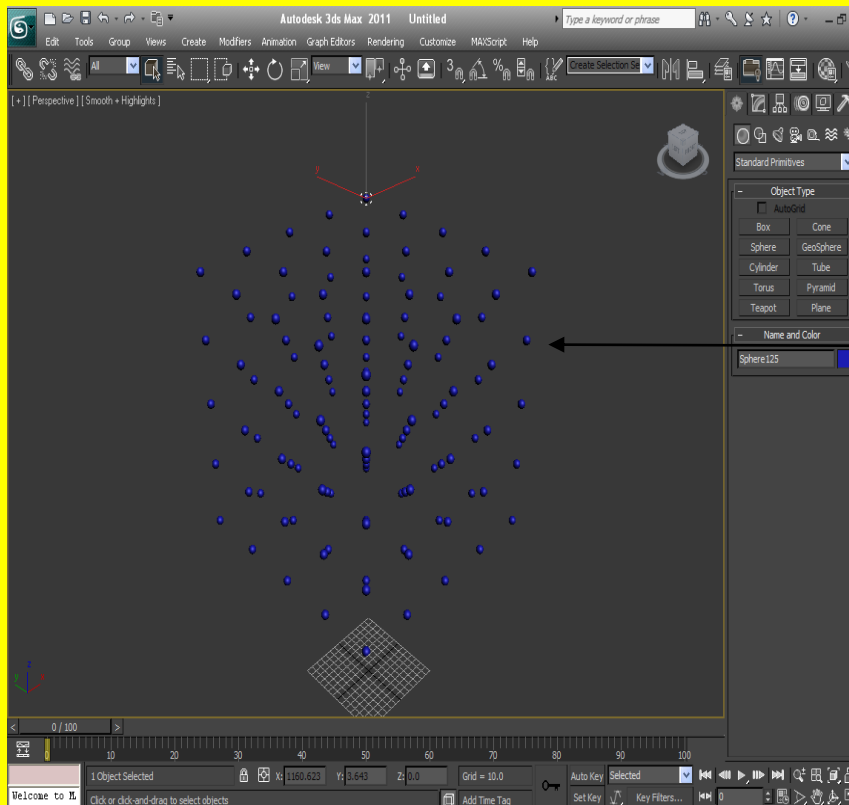 Autodesk 3ds Max 2011 Untitled
Type a keyword or phrase
Edit Tools Group Views Create Modifiers Animation Graph Editors Rendering Customize MAXScript Help
All View 3 ABC Create Selection Se
[ + ] [ Perspective ] [ Smooth + Highlights ]
z
y x
Standard Primitives
- Object Type
AutoGrid
Box Cone
Sphere GeoSphere
Cylinder Tube
Torus Pyramid
Teapot Plane
- Name and Color
Sphere125
z
y
< 0 / 100 >
0 10 20 30 40 50 60 70 80 90 100
1 Object Selected X: 1160.623 Y: 3.643 Z: 0.0 Grid = 10.0 Auto Key Selected
Welcome to M Click or click-and-drag to select objects Add Time Tag Set Key Key Filters... 0